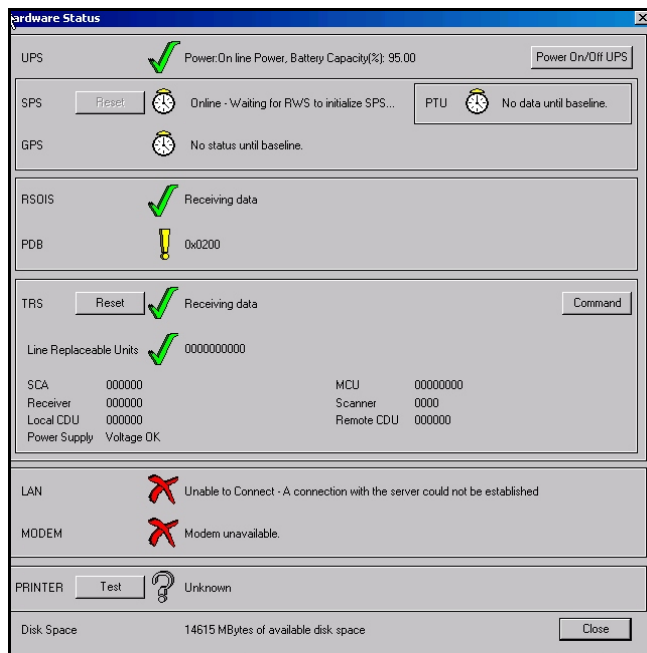 ardware Status
UPS Power:On line Power, Battery Capacity(%): 95.00 Power On/Off UPS
SPS Reset Online - Waiting for RWS to initialize SPS... PTU No data until baseline.
GPS No status until baseline.
RSOIS Receiving data
PDB 0x0200
TRS Reset Receiving data Command
Line Replaceable Units 0000000000
SCA 000000 MCU 00000000
Receiver 000000 Scanner 0000
Local CDU 000000 Remote CDU 000000
Power Supply Voltage OK
LAN Unable to Connect - A connection with the server could not be established
MODEM Modem unavailable.
PRINTER Test Unknown
Disk Space 14615 MBytes of available disk space Close